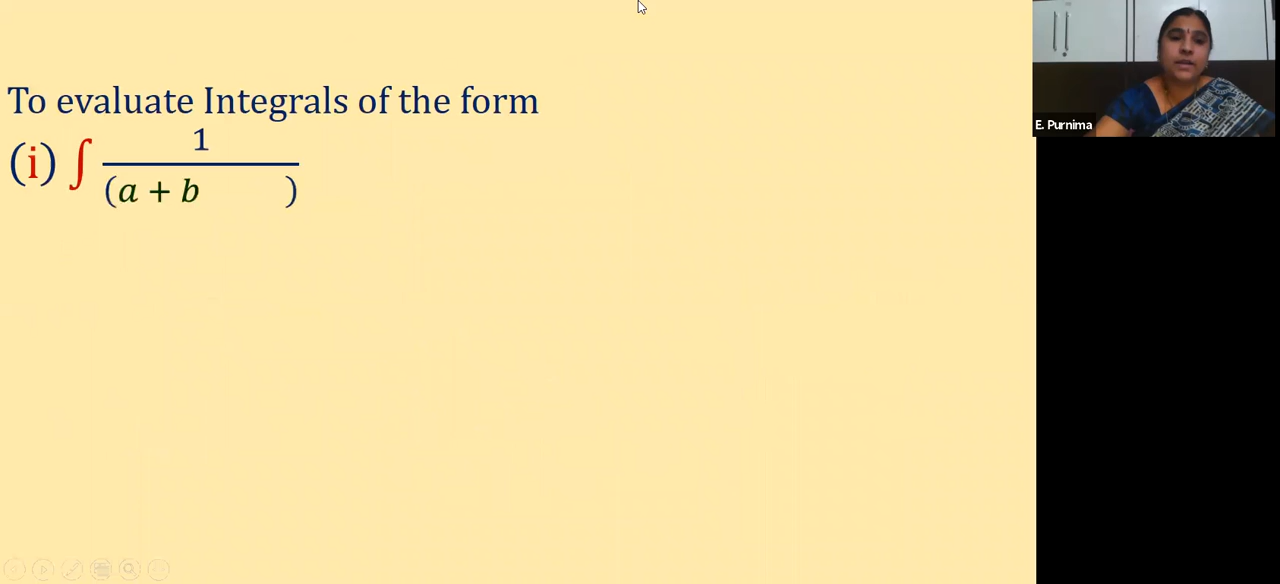 To evaluate Integrals of the form
(i) ∫ 1/(a + b )
E. Purnima